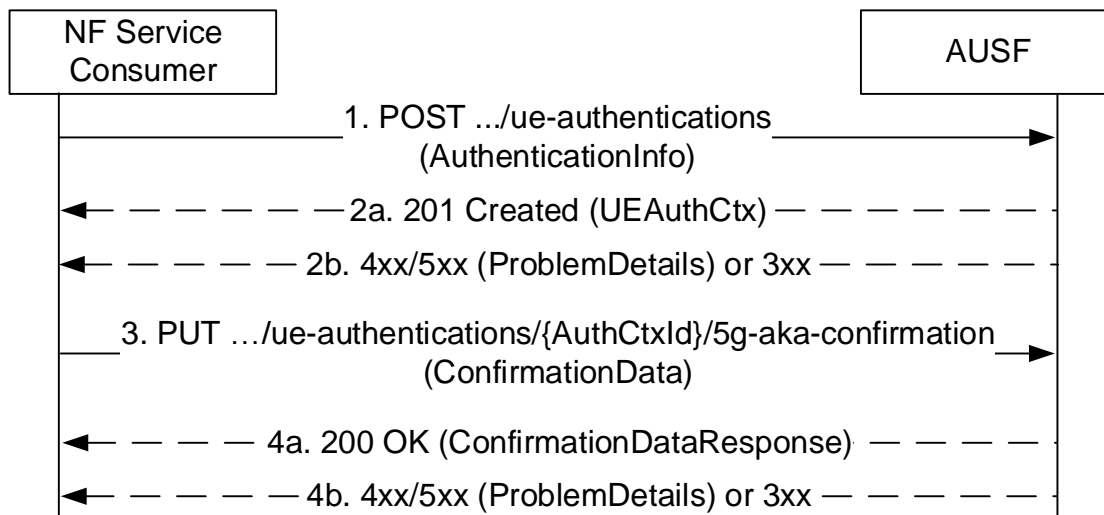 NF Service
Consumer
AUSF
1. POST .../ue-authentications
(AuthenticationInfo)
2a. 201 Created (UEAuthCtx)
2b. 4xx/5xx (ProblemDetails) or 3xx
3. PUT …/ue-authentications/{AuthCtxId}/5g-aka-confirmation
(ConfirmationData)
4a. 200 OK (ConfirmationDataResponse)
4b. 4xx/5xx (ProblemDetails) or 3xx